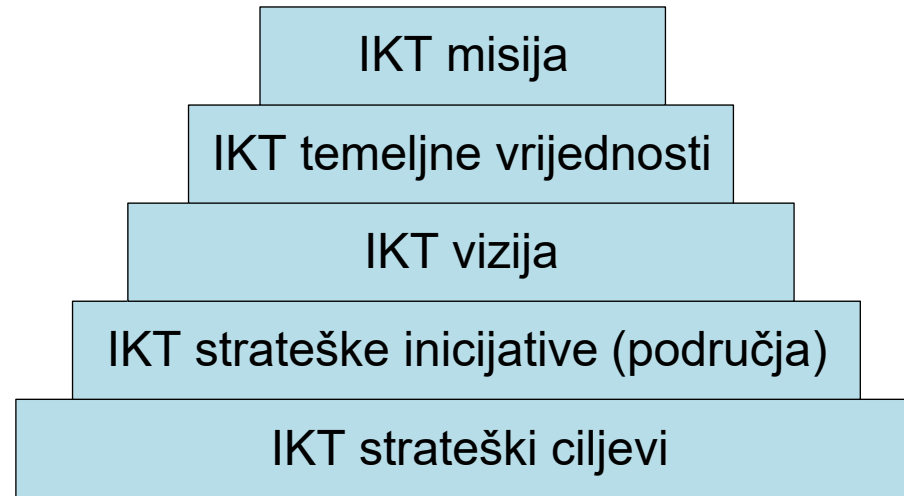 IKT misija
IKT temeljne vrijednosti
IKT vizija
IKT strateške inicijative (područja)
IKT strateški ciljevi